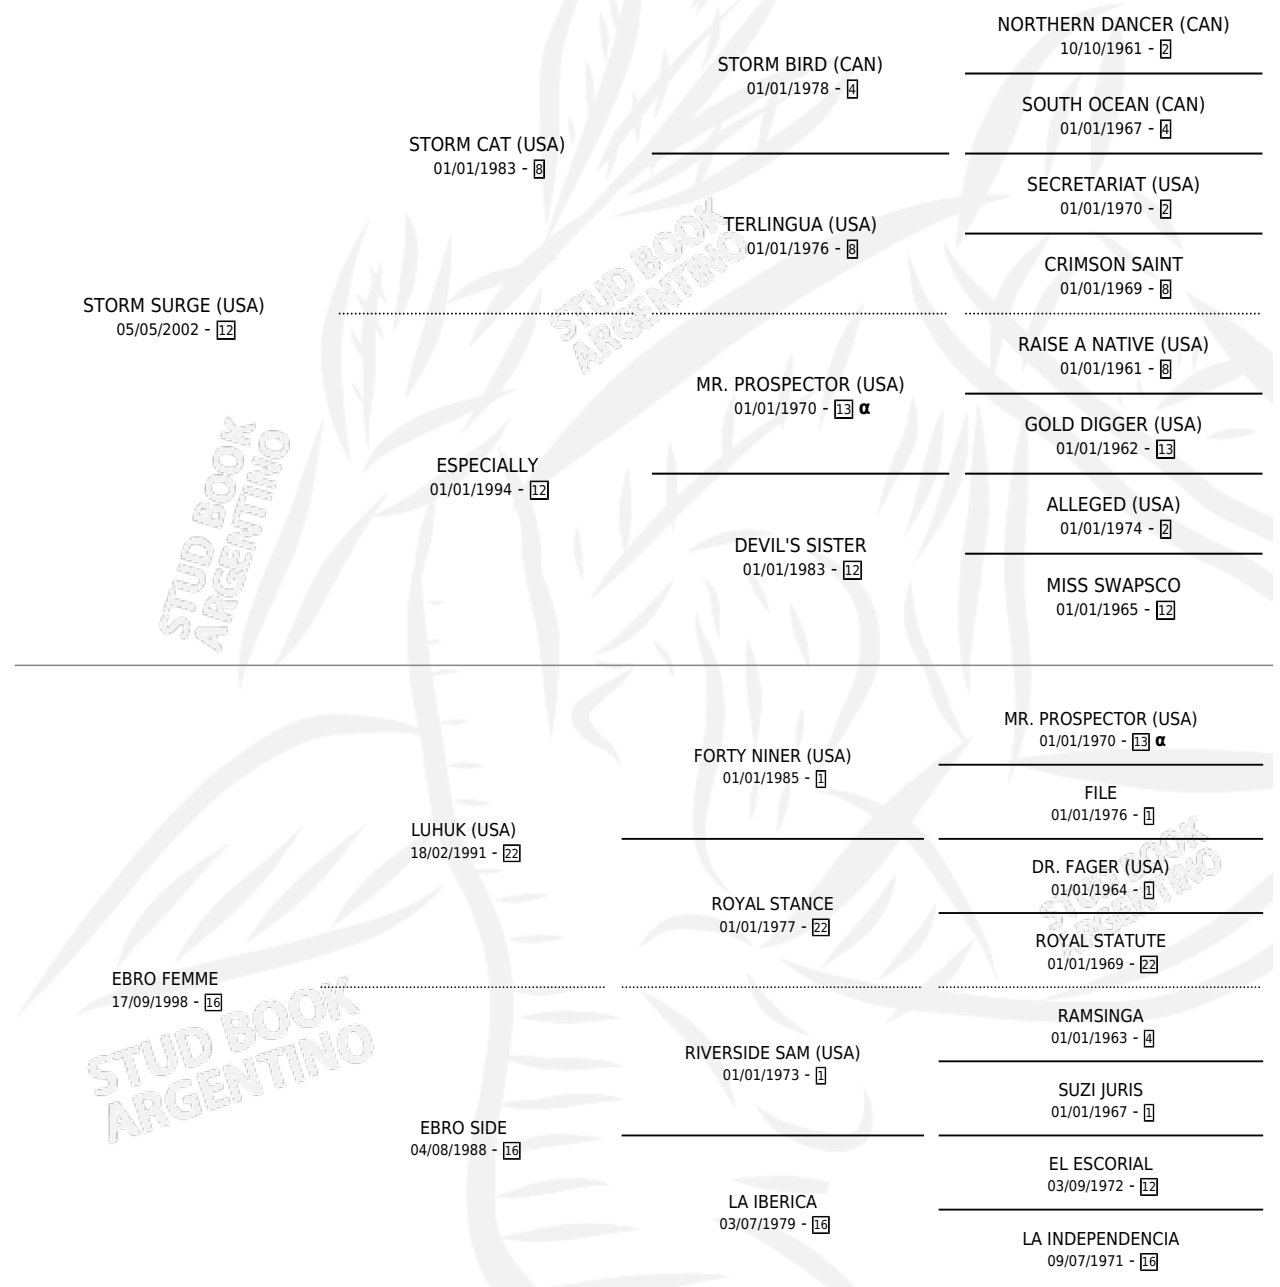 NORTHERN DANCER (CAN)
10/10/1961 - 2
STORM BIRD (CAN)
01/01/1978 - 4
SOUTH OCEAN (CAN)
01/01/1967 - 4
STORM CAT (USA)
01/01/1983 - 8
SECRETARIAT (USA)
01/01/1970 - 2
TERLINGUA (USA)
01/01/1976 - 8
CRIMSON SAINT
01/01/1969 - 8
STORM SURGE (USA)
05/05/2002 - 12
RAISE A NATIVE (USA)
01/01/1961 - 8
MR. PROSPECTOR (USA)
01/01/1970 - 13 α
GOLD DIGGER (USA)
01/01/1962 - 13
ESPECIALLY
01/01/1994 - 12
ALLEGED (USA)
01/01/1974 - 2
DEVIL'S SISTER
01/01/1983 - 12
MISS SWAPSCO
01/01/1965 - 12
MR. PROSPECTOR (USA)
01/01/1970 - 13 α
FORTY NINER (USA)
01/01/1985 - 1
FILE
01/01/1976 - 1
LUHUK (USA)
18/02/1991 - 22
DR. FAGER (USA)
01/01/1964 - 1
ROYAL STANCE
01/01/1977 - 22
ROYAL STATUTE
01/01/1969 - 22
EBRO FEMME
17/09/1998 - 16
RAMSINGA
01/01/1963 - 4
RIVERSIDE SAM (USA)
01/01/1973 - 1
SUZI JURIS
01/01/1967 - 1
EBRO SIDE
04/08/1988 - 16
EL ESCORIAL
03/09/1972 - 12
LA IBERICA
03/07/1979 - 16
LA INDEPENDENCIA
09/07/1971 - 16
STUD BOOK
ARGENTINO
STUD BOOK
ARGENTINO
STUD BOOK
ARGENTINO
STUD BOOK
ARGENTINO